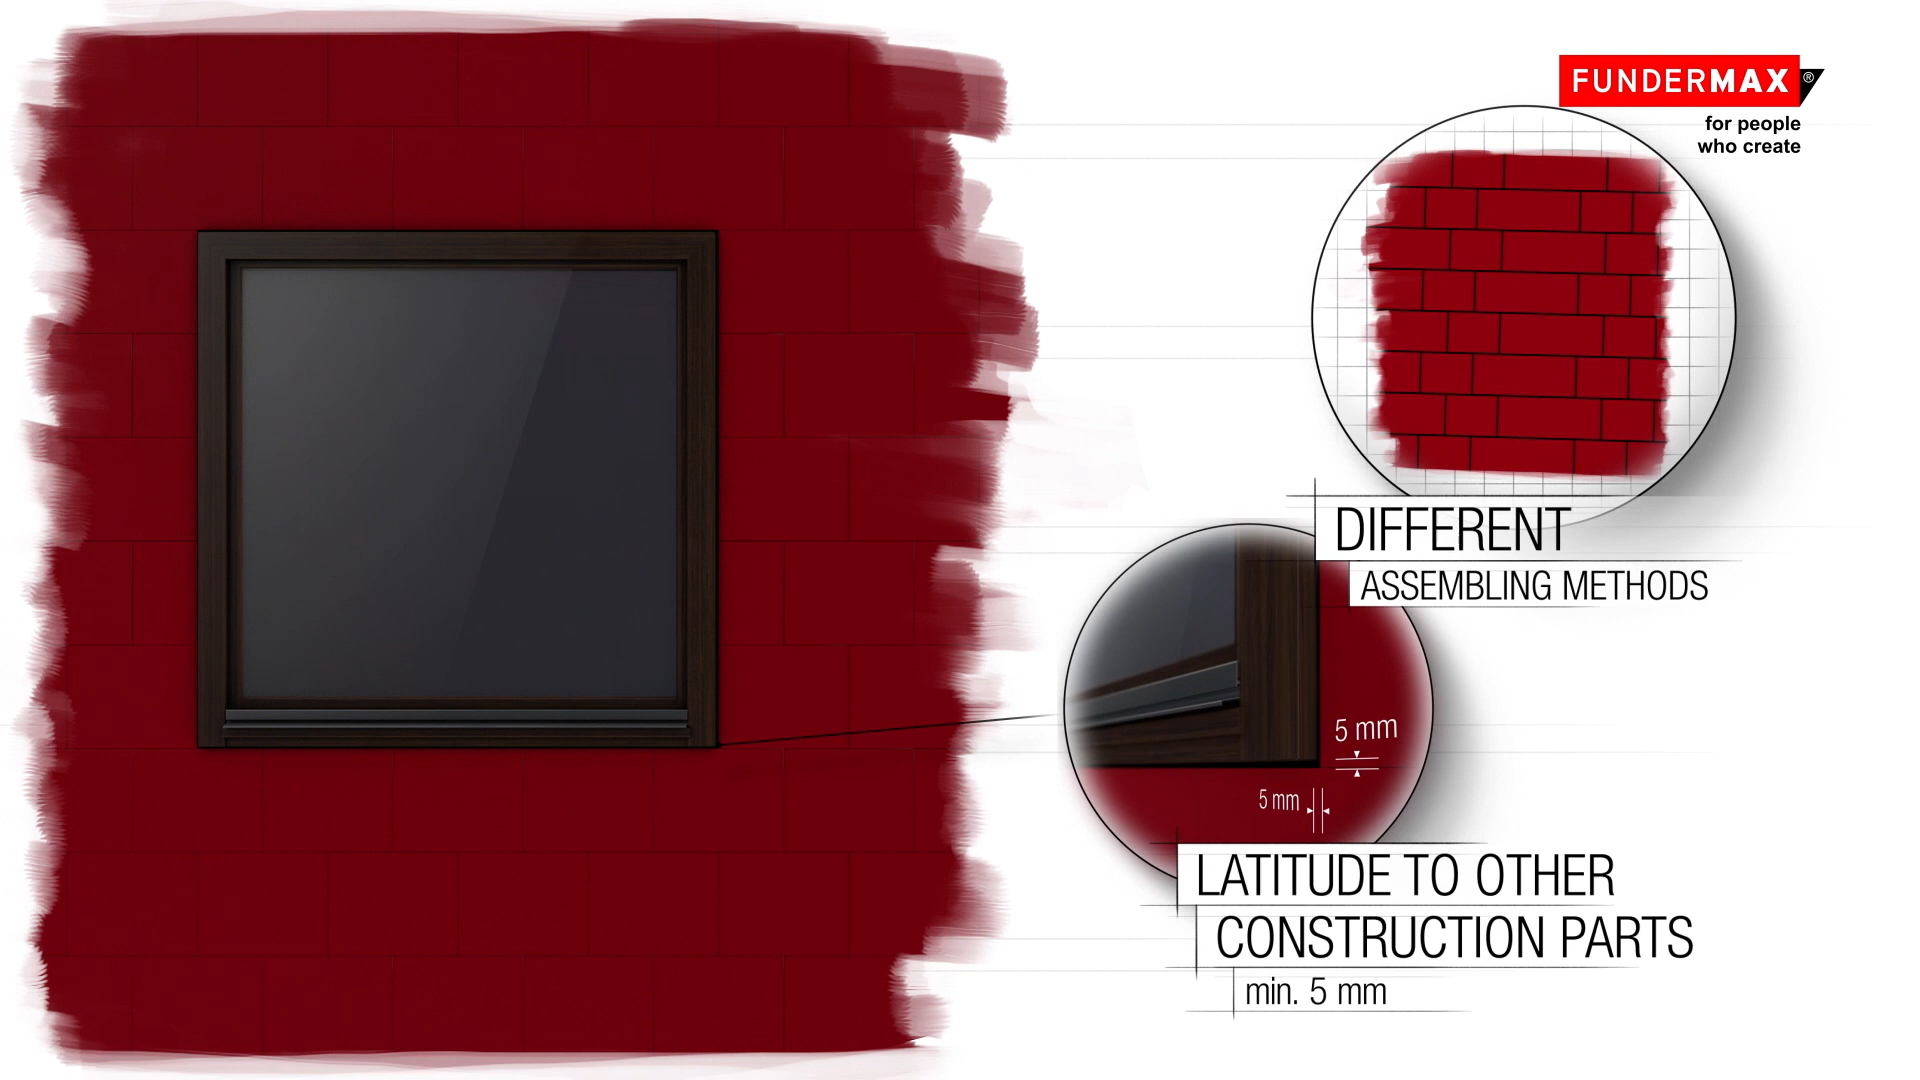 FUNDERMAX®
for people
who create
DIFFERENT
ASSEMBLING METHODS
5 mm
5 mm
LATITUDE TO OTHER
CONSTRUCTION PARTS
min. 5 mm